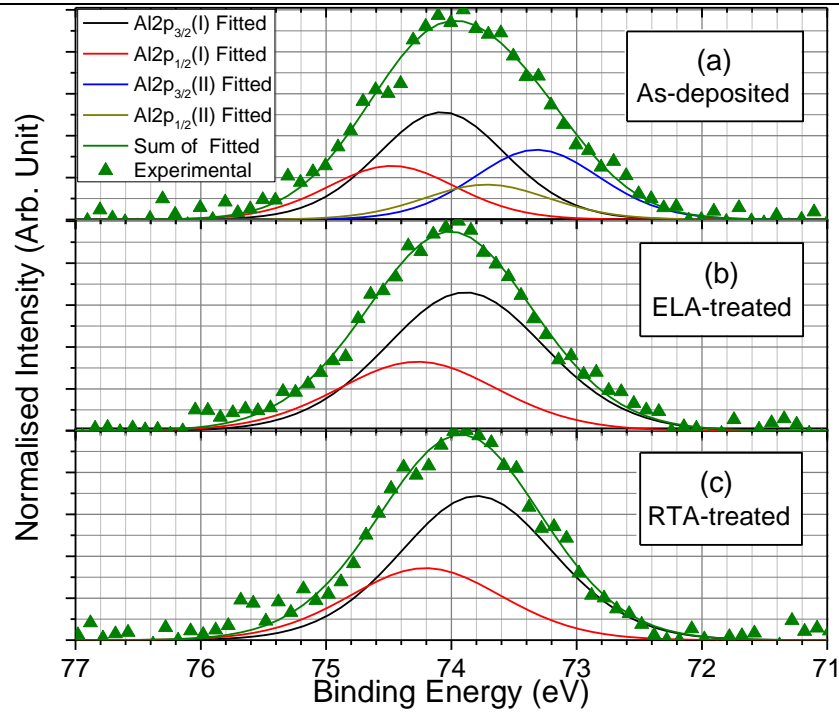 Al2p3/2(I) Fitted
Al2p1/2(I) Fitted
Al2p3/2(II) Fitted
Al2p1/2(II) Fitted
Sum of Fitted
Experimental
(a)
As-deposited
(b)
ELA-treated
(c)
RTA-treated
Normalised Intensity (Arb. Unit)
77 76 75 74 73 72 71
Binding Energy (eV)